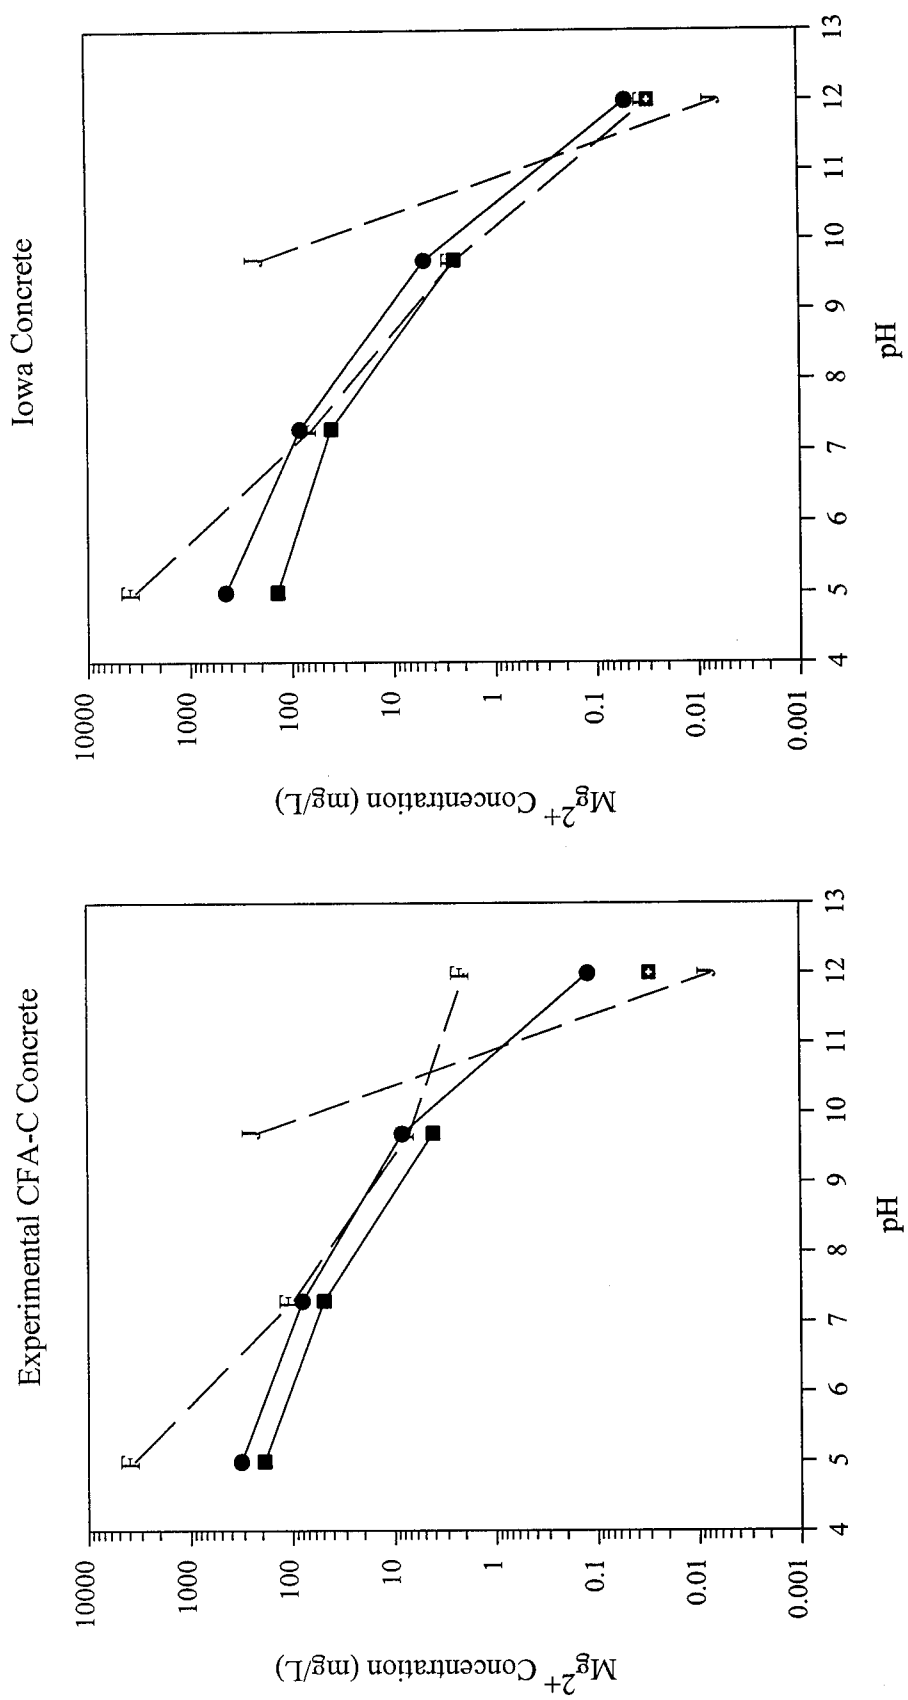 Experimental CFA-C Concrete
Mg2+ Concentration (mg/L)
10000
1000
100
10
1
0.1
0.01
0.001
F
F
F
J
J
4
5
6
7
8
9
10
11
12
13
pH
Iowa Concrete
Mg2+ Concentration (mg/L)
10000
1000
100
10
1
0.1
0.01
0.001
F
F
J
J
4
5
6
7
8
9
10
11
12
13
pH